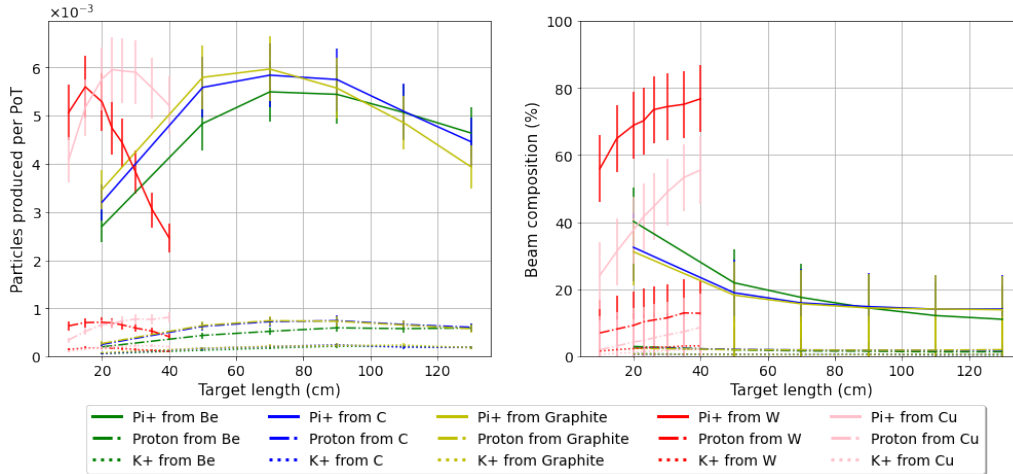 ×10⁻³
6
5
4
3
2
1
0
20 40 60 80 100 120
Target length (cm)
Particles produced per PoT
100
80
60
40
20
0
20 40 60 80 100 120
Target length (cm)
Beam composition (%)
Pi+ from Be Pi+ from C Pi+ from Graphite Pi+ from W Pi+ from Cu
Proton from Be Proton from C Proton from Graphite Proton from W Proton from Cu
K+ from Be K+ from C K+ from Graphite K+ from W K+ from Cu